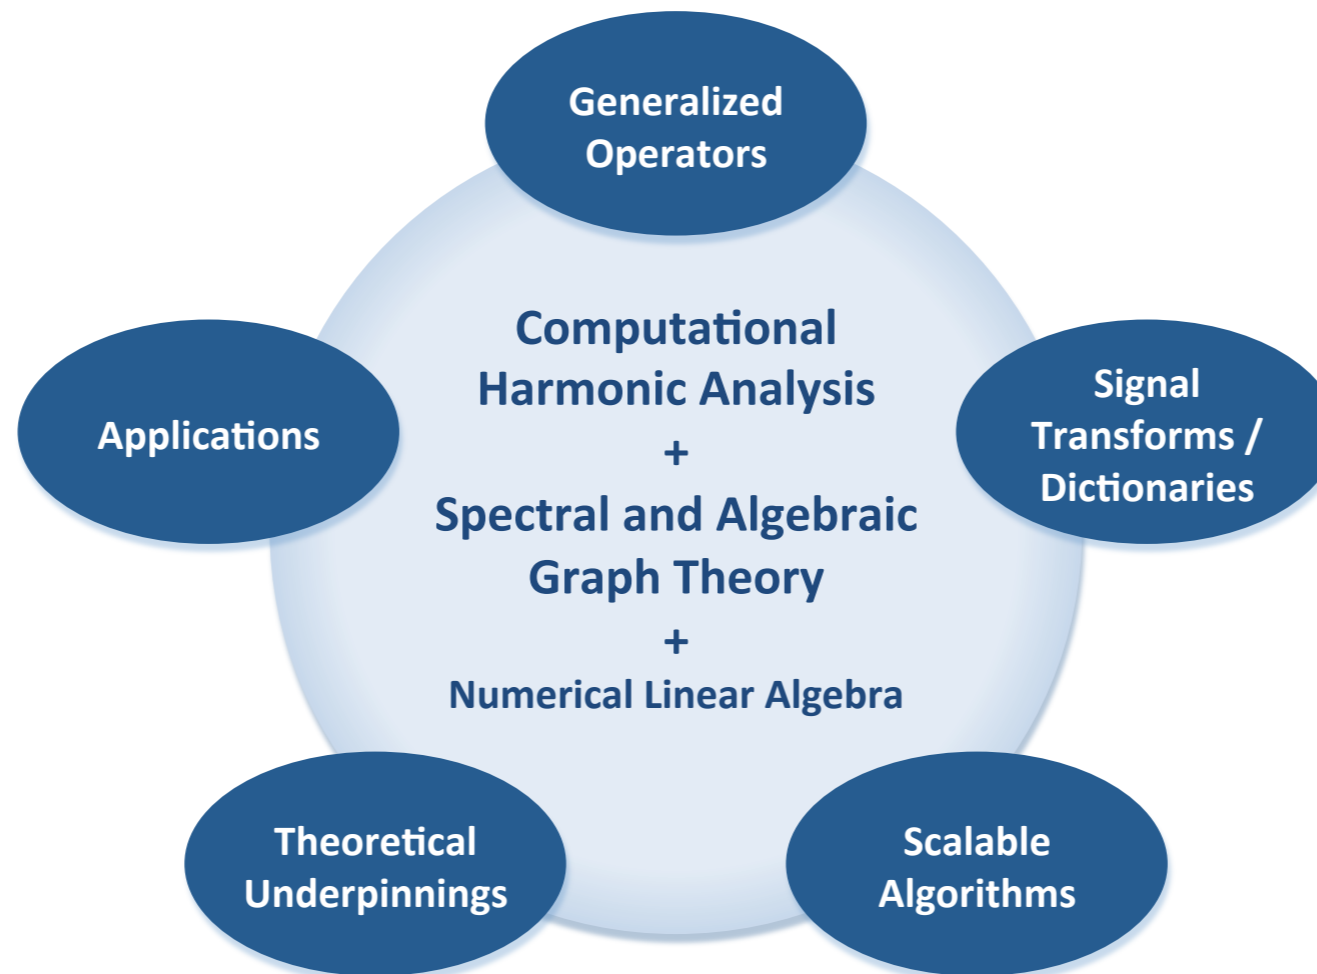 Generalized
Operators
Computational
Harmonic Analysis
+
Spectral and Algebraic
Graph Theory
+
Numerical Linear Algebra
Applications
Signal
Transforms /
Dictionaries
Theoretical
Underpinnings
Scalable
Algorithms